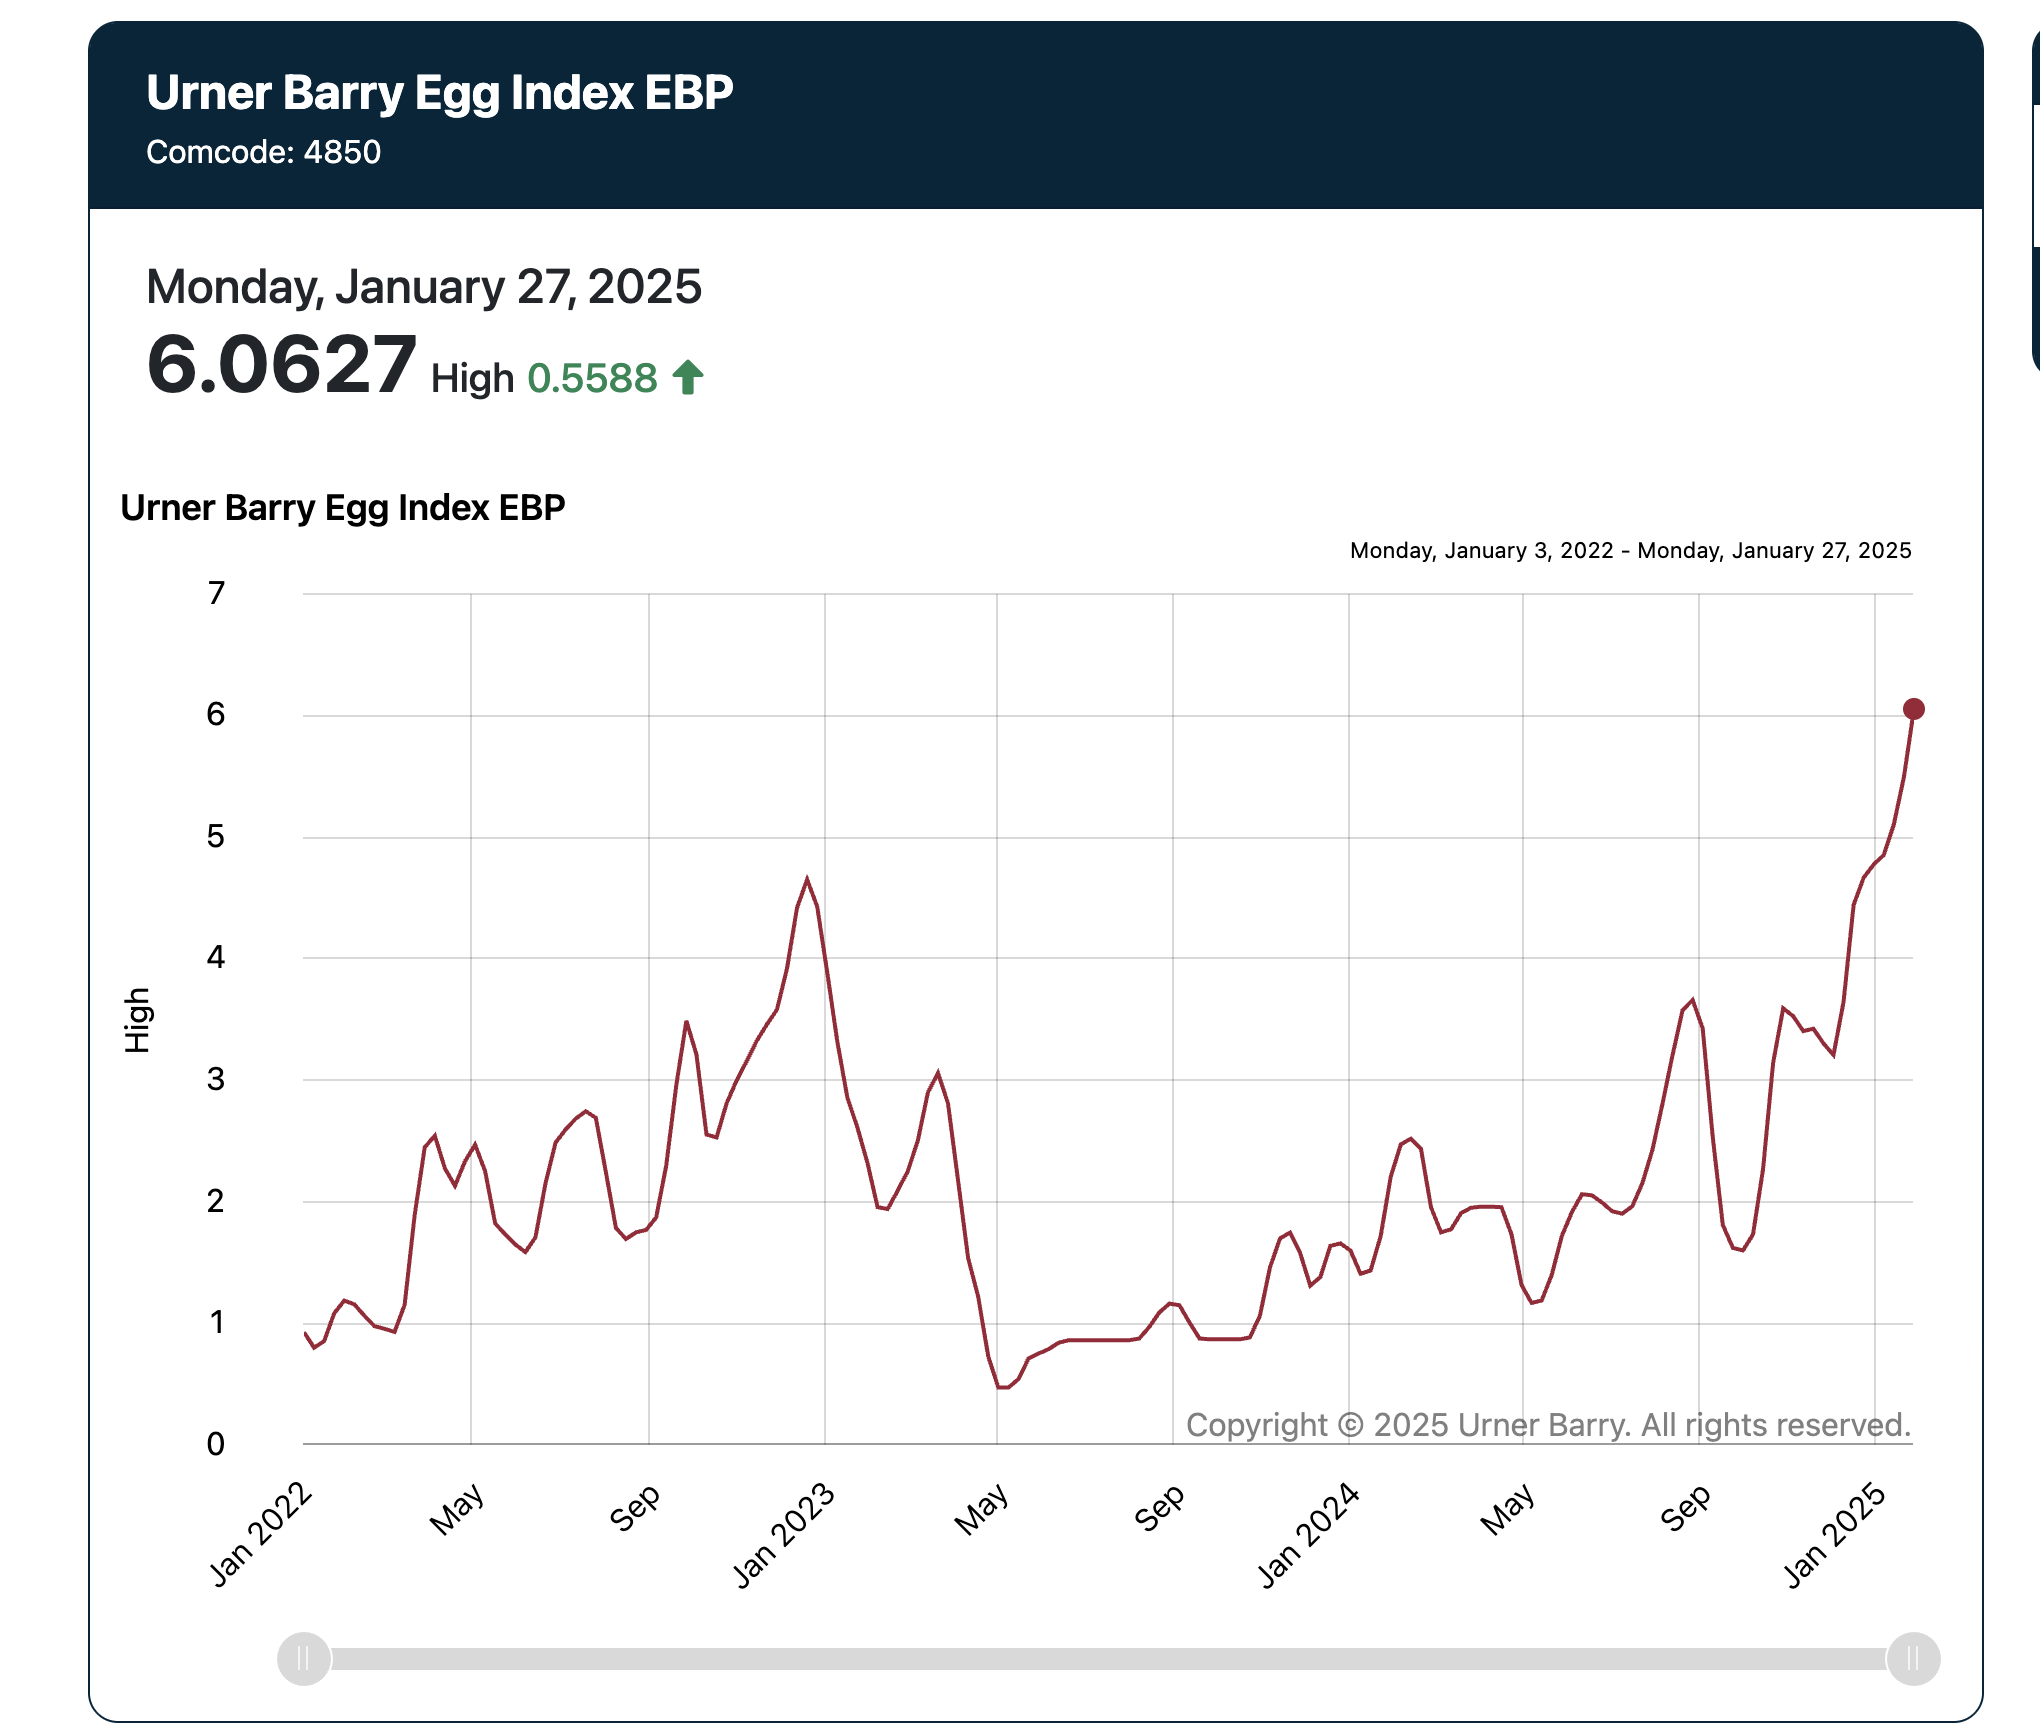 Urner Barry Egg Index EBP
Comcode: 4850
Monday, January 27, 2025
6.0627 High 0.5588
Urner Barry Egg Index EBP
Monday, January 3, 2022 - Monday, January 27, 2025
7
6
5
4
3
2
1
0
High
Copyright © 2025 Urner Barry. All rights reserved.
Jan 2022 May Sep Jan 2023 May Sep Jan 2024 May Sep Jan 2025